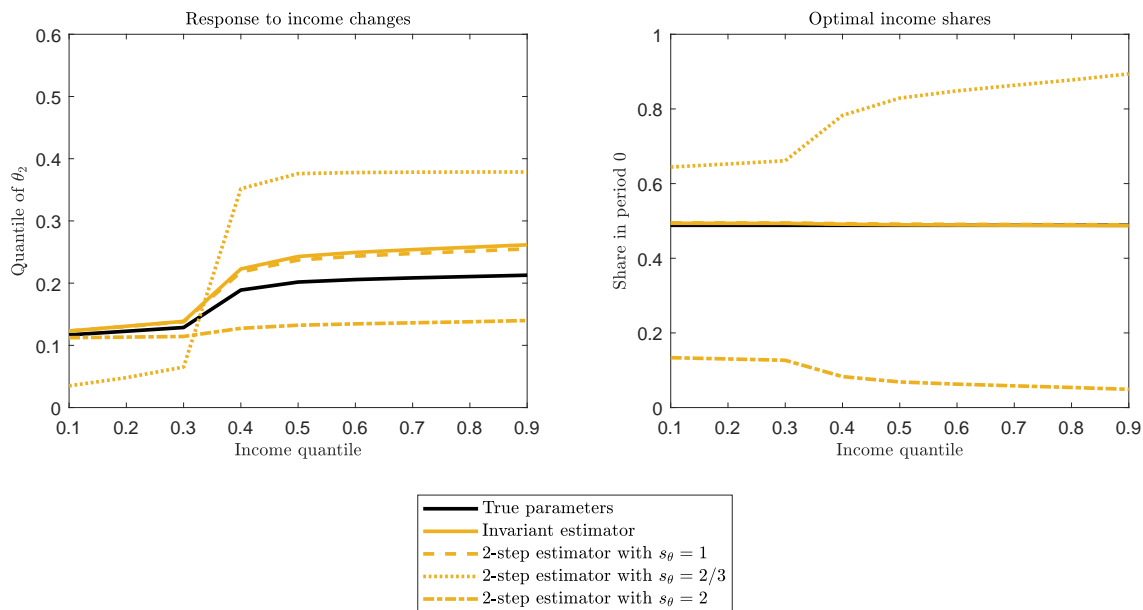 Response to income changes
0.6
0.5
0.4
0.3
0.2
0.1
0
Quantile of θ₂
0.1 0.2 0.3 0.4 0.5 0.6 0.7 0.8 0.9
Income quantile
Optimal income shares
1
0.8
0.6
0.4
0.2
0
Share in period 0
0.1 0.2 0.3 0.4 0.5 0.6 0.7 0.8 0.9
Income quantile
True parameters
Invariant estimator
2-step estimator with s_θ = 1
2-step estimator with s_θ = 2/3
2-step estimator with s_θ = 2